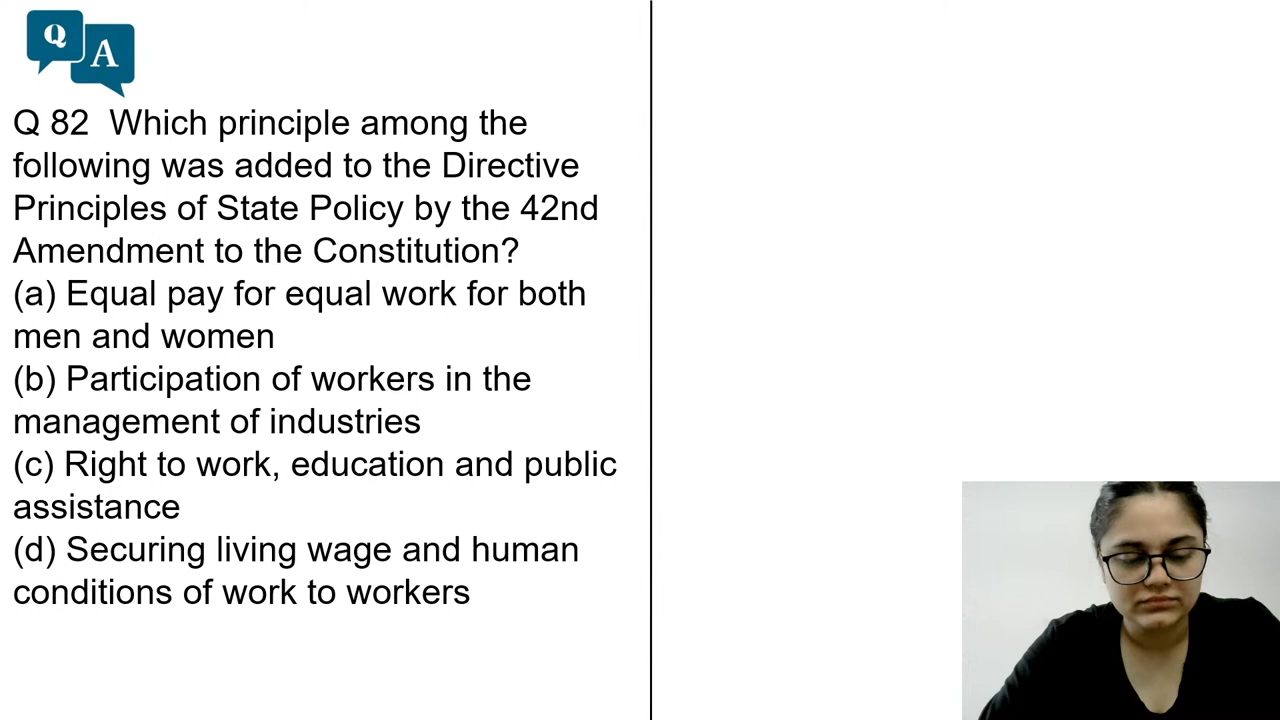 Q
A
Q 82 Which principle among the
following was added to the Directive
Principles of State Policy by the 42nd
Amendment to the Constitution?
(a) Equal pay for equal work for both
men and women
(b) Participation of workers in the
management of industries
(c) Right to work, education and public
assistance
(d) Securing living wage and human
conditions of work to workers